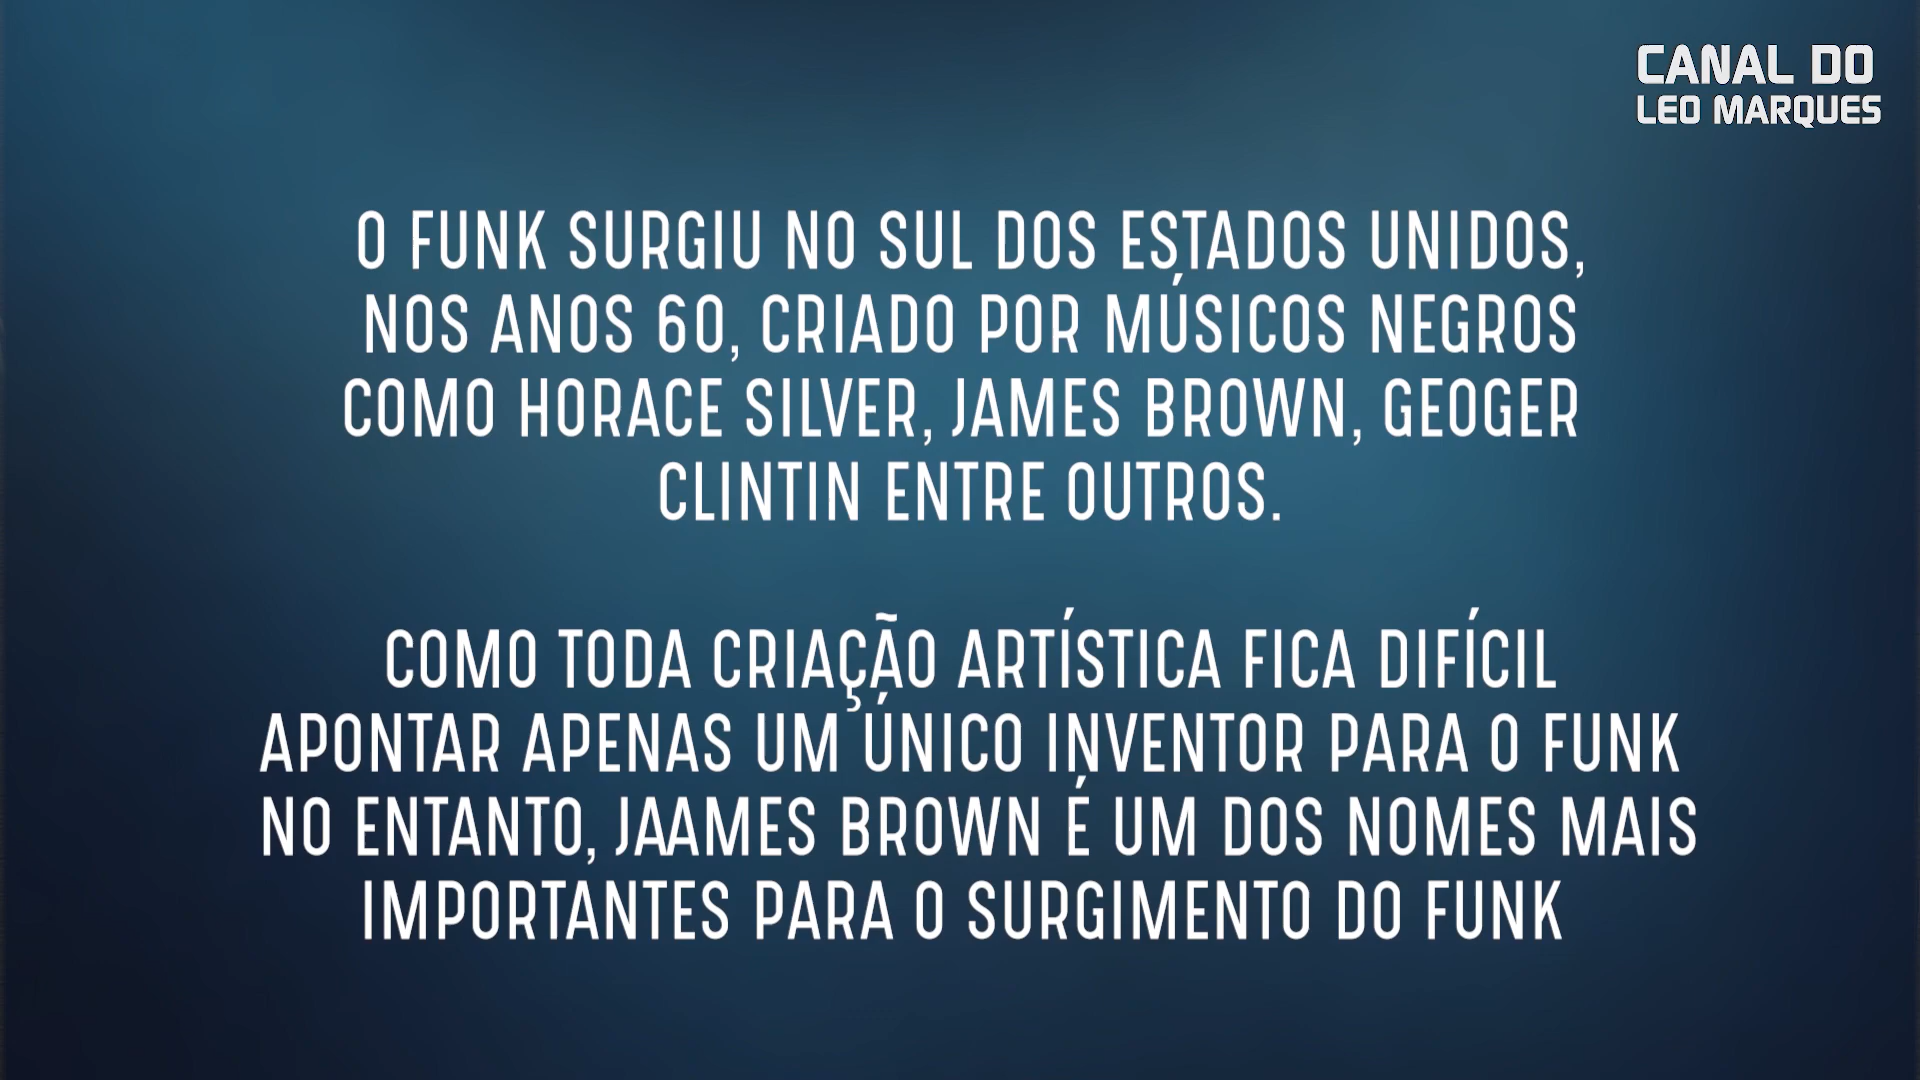 CANAL DO
LEO MARQUES
O FUNK SURGIU NO SUL DOS ESTADOS UNIDOS,
NOS ANOS 60, CRIADO POR MÚSICOS NEGROS
COMO HORACE SILVER, JAMES BROWN, GEOGER
CLINTIN ENTRE OUTROS.
COMO TODA CRIAÇÃO ARTÍSTICA FICA DIFÍCIL
APONTAR APENAS UM ÚNICO INVENTOR PARA O FUNK
NO ENTANTO, JAAMES BROWN É UM DOS NOMES MAIS
IMPORTANTES PARA O SURGIMENTO DO FUNK